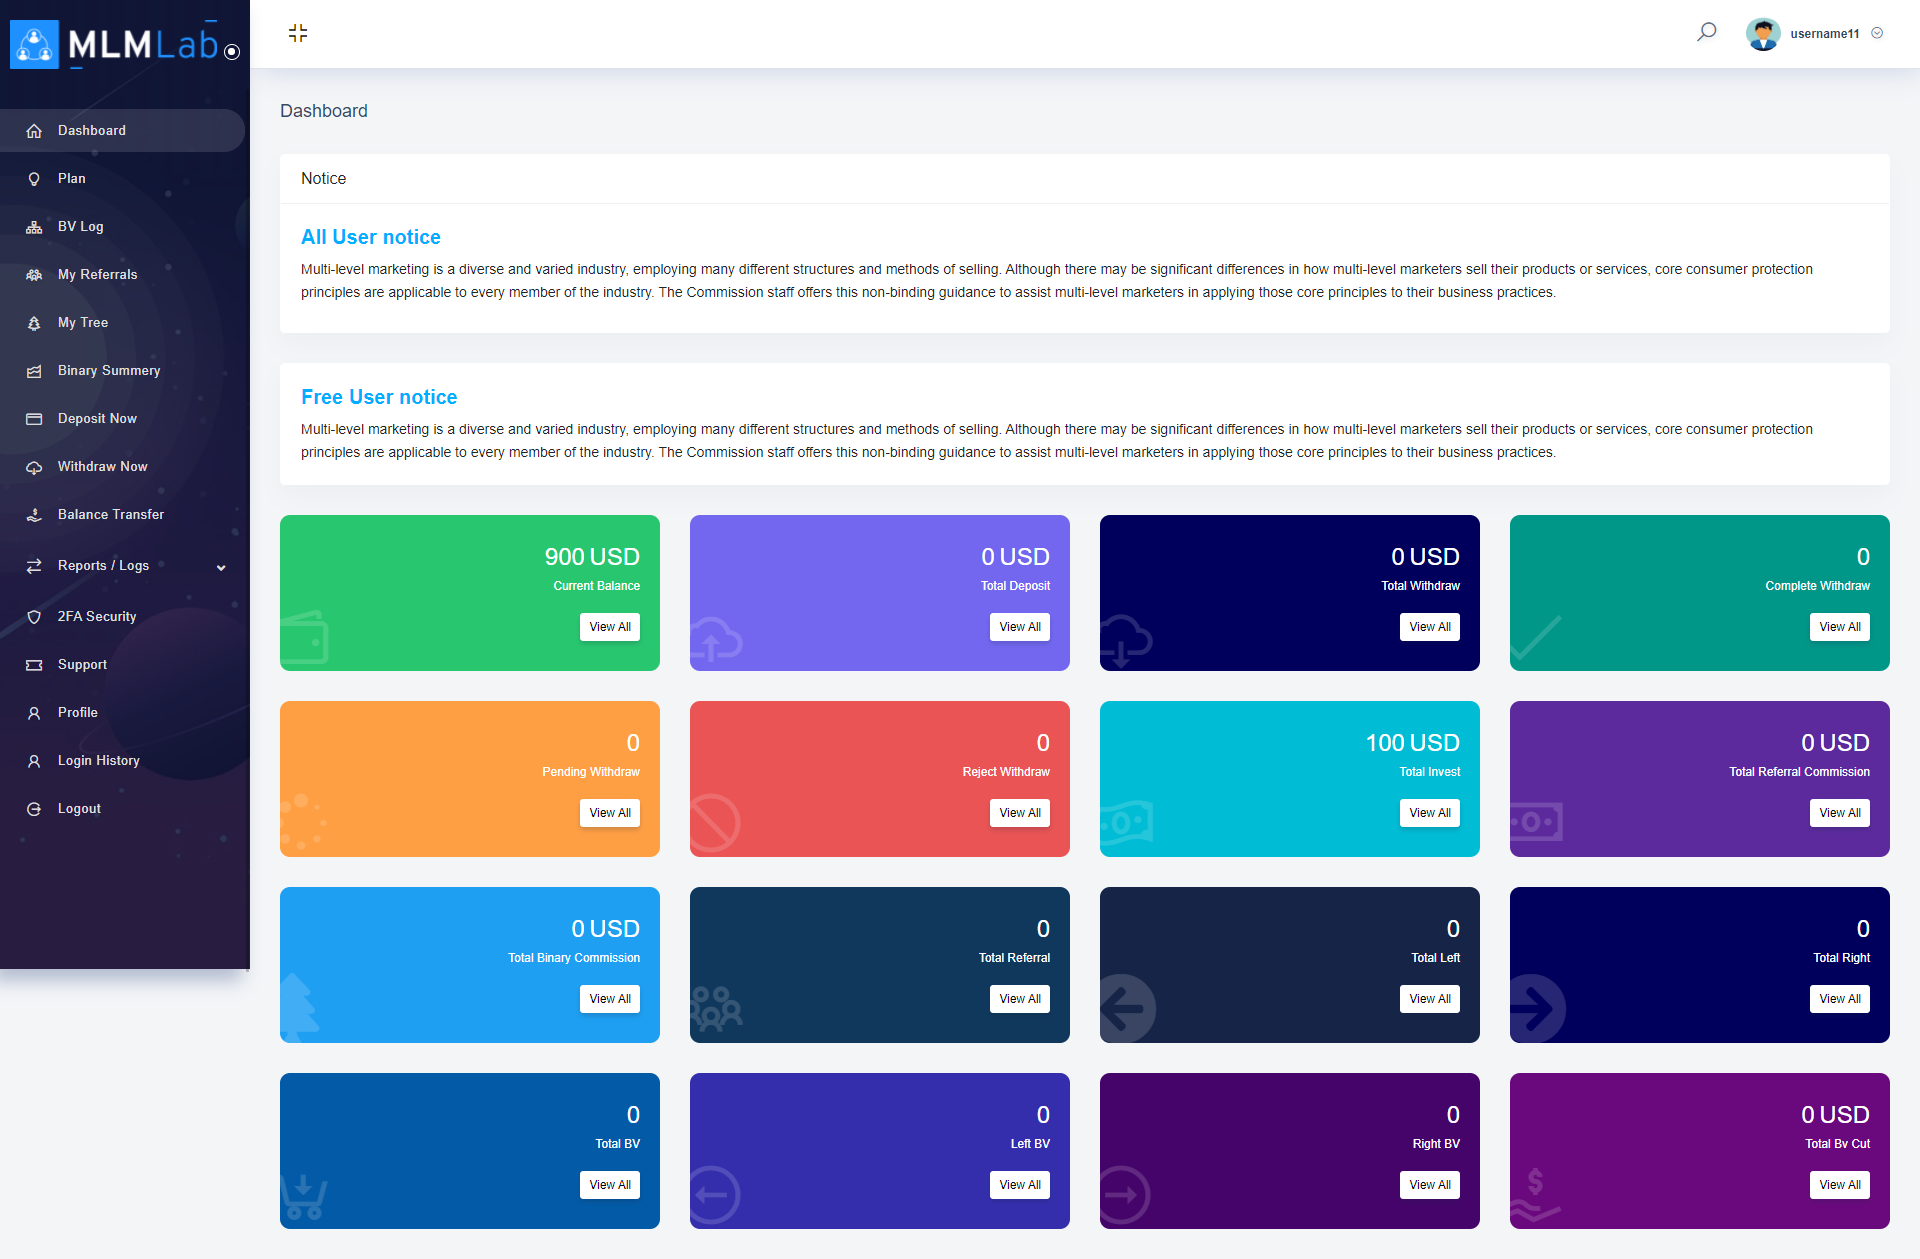 MLMLab
username11
Dashboard
Plan
BV Log
My Referrals
My Tree
Binary Summery
Deposit Now
Withdraw Now
Balance Transfer
Reports / Logs
2FA Security
Support
Profile
Login History
Logout
Dashboard
Notice
All User notice
Multi-level marketing is a diverse and varied industry, employing many different structures and methods of selling. Although there may be significant differences in how multi-level marketers sell their products or services, core consumer protection
principles are applicable to every member of the industry. The Commission staff offers this non-binding guidance to assist multi-level marketers in applying those core principles to their business practices.
Free User notice
Multi-level marketing is a diverse and varied industry, employing many different structures and methods of selling. Although there may be significant differences in how multi-level marketers sell their products or services, core consumer protection
principles are applicable to every member of the industry. The Commission staff offers this non-binding guidance to assist multi-level marketers in applying those core principles to their business practices.
900 USD
Current Balance
View All
0 USD
Total Deposit
View All
0 USD
Total Withdraw
View All
0
Complete Withdraw
View All
0
Pending Withdraw
View All
0
Reject Withdraw
View All
100 USD
Total Invest
View All
0 USD
Total Referral Commission
View All
0 USD
Total Binary Commission
View All
0
Total Referral
View All
0
Total Left
View All
0
Total Right
View All
0
Total BV
View All
0
Left BV
View All
0
Right BV
View All
0 USD
Total Bv Cut
View All